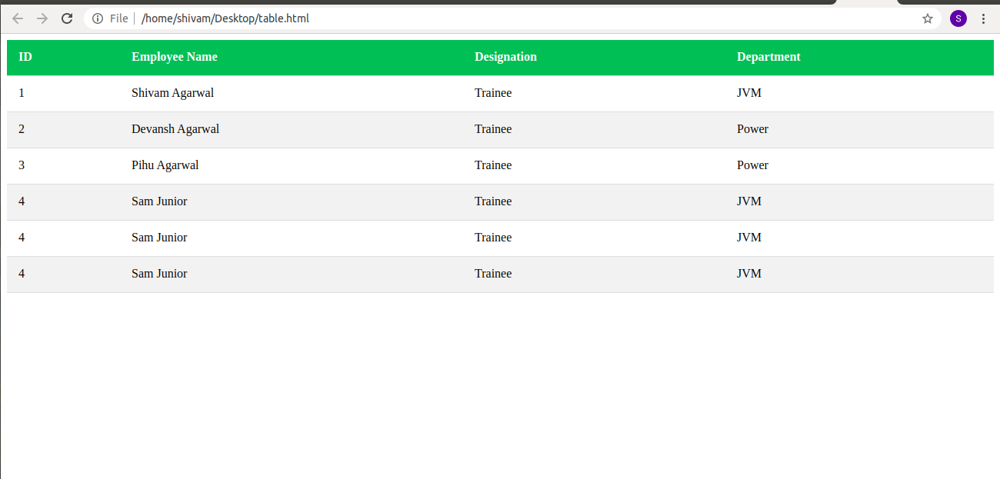 File | /home/shivam/Desktop/table.html
S
ID Employee Name Designation Department
1 Shivam Agarwal Trainee JVM
2 Devansh Agarwal Trainee Power
3 Pihu Agarwal Trainee Power
4 Sam Junior Trainee JVM
4 Sam Junior Trainee JVM
4 Sam Junior Trainee JVM